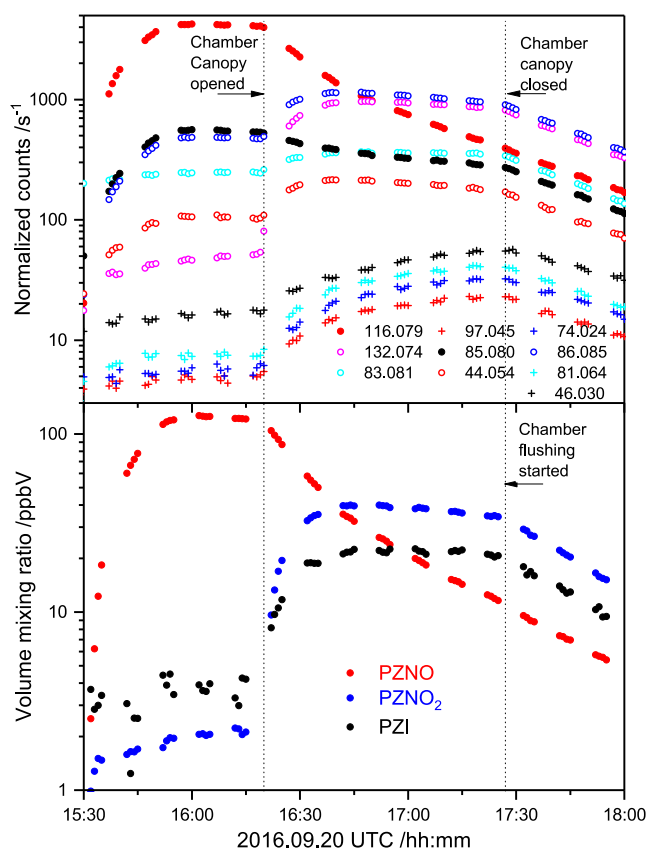 Chamber
Canopy
opened
Chamber
canopy
closed
Normalized counts /s⁻¹
1000
100
10
116.079
97.045
74.024
132.074
85.080
86.085
83.081
44.054
81.064
46.030
Chamber
flushing
started
Volume mixing ratio /ppbV
100
10
1
PZNO
PZNO₂
PZI
15:30
16:00
16:30
17:00
17:30
18:00
2016.09.20 UTC /hh:mm